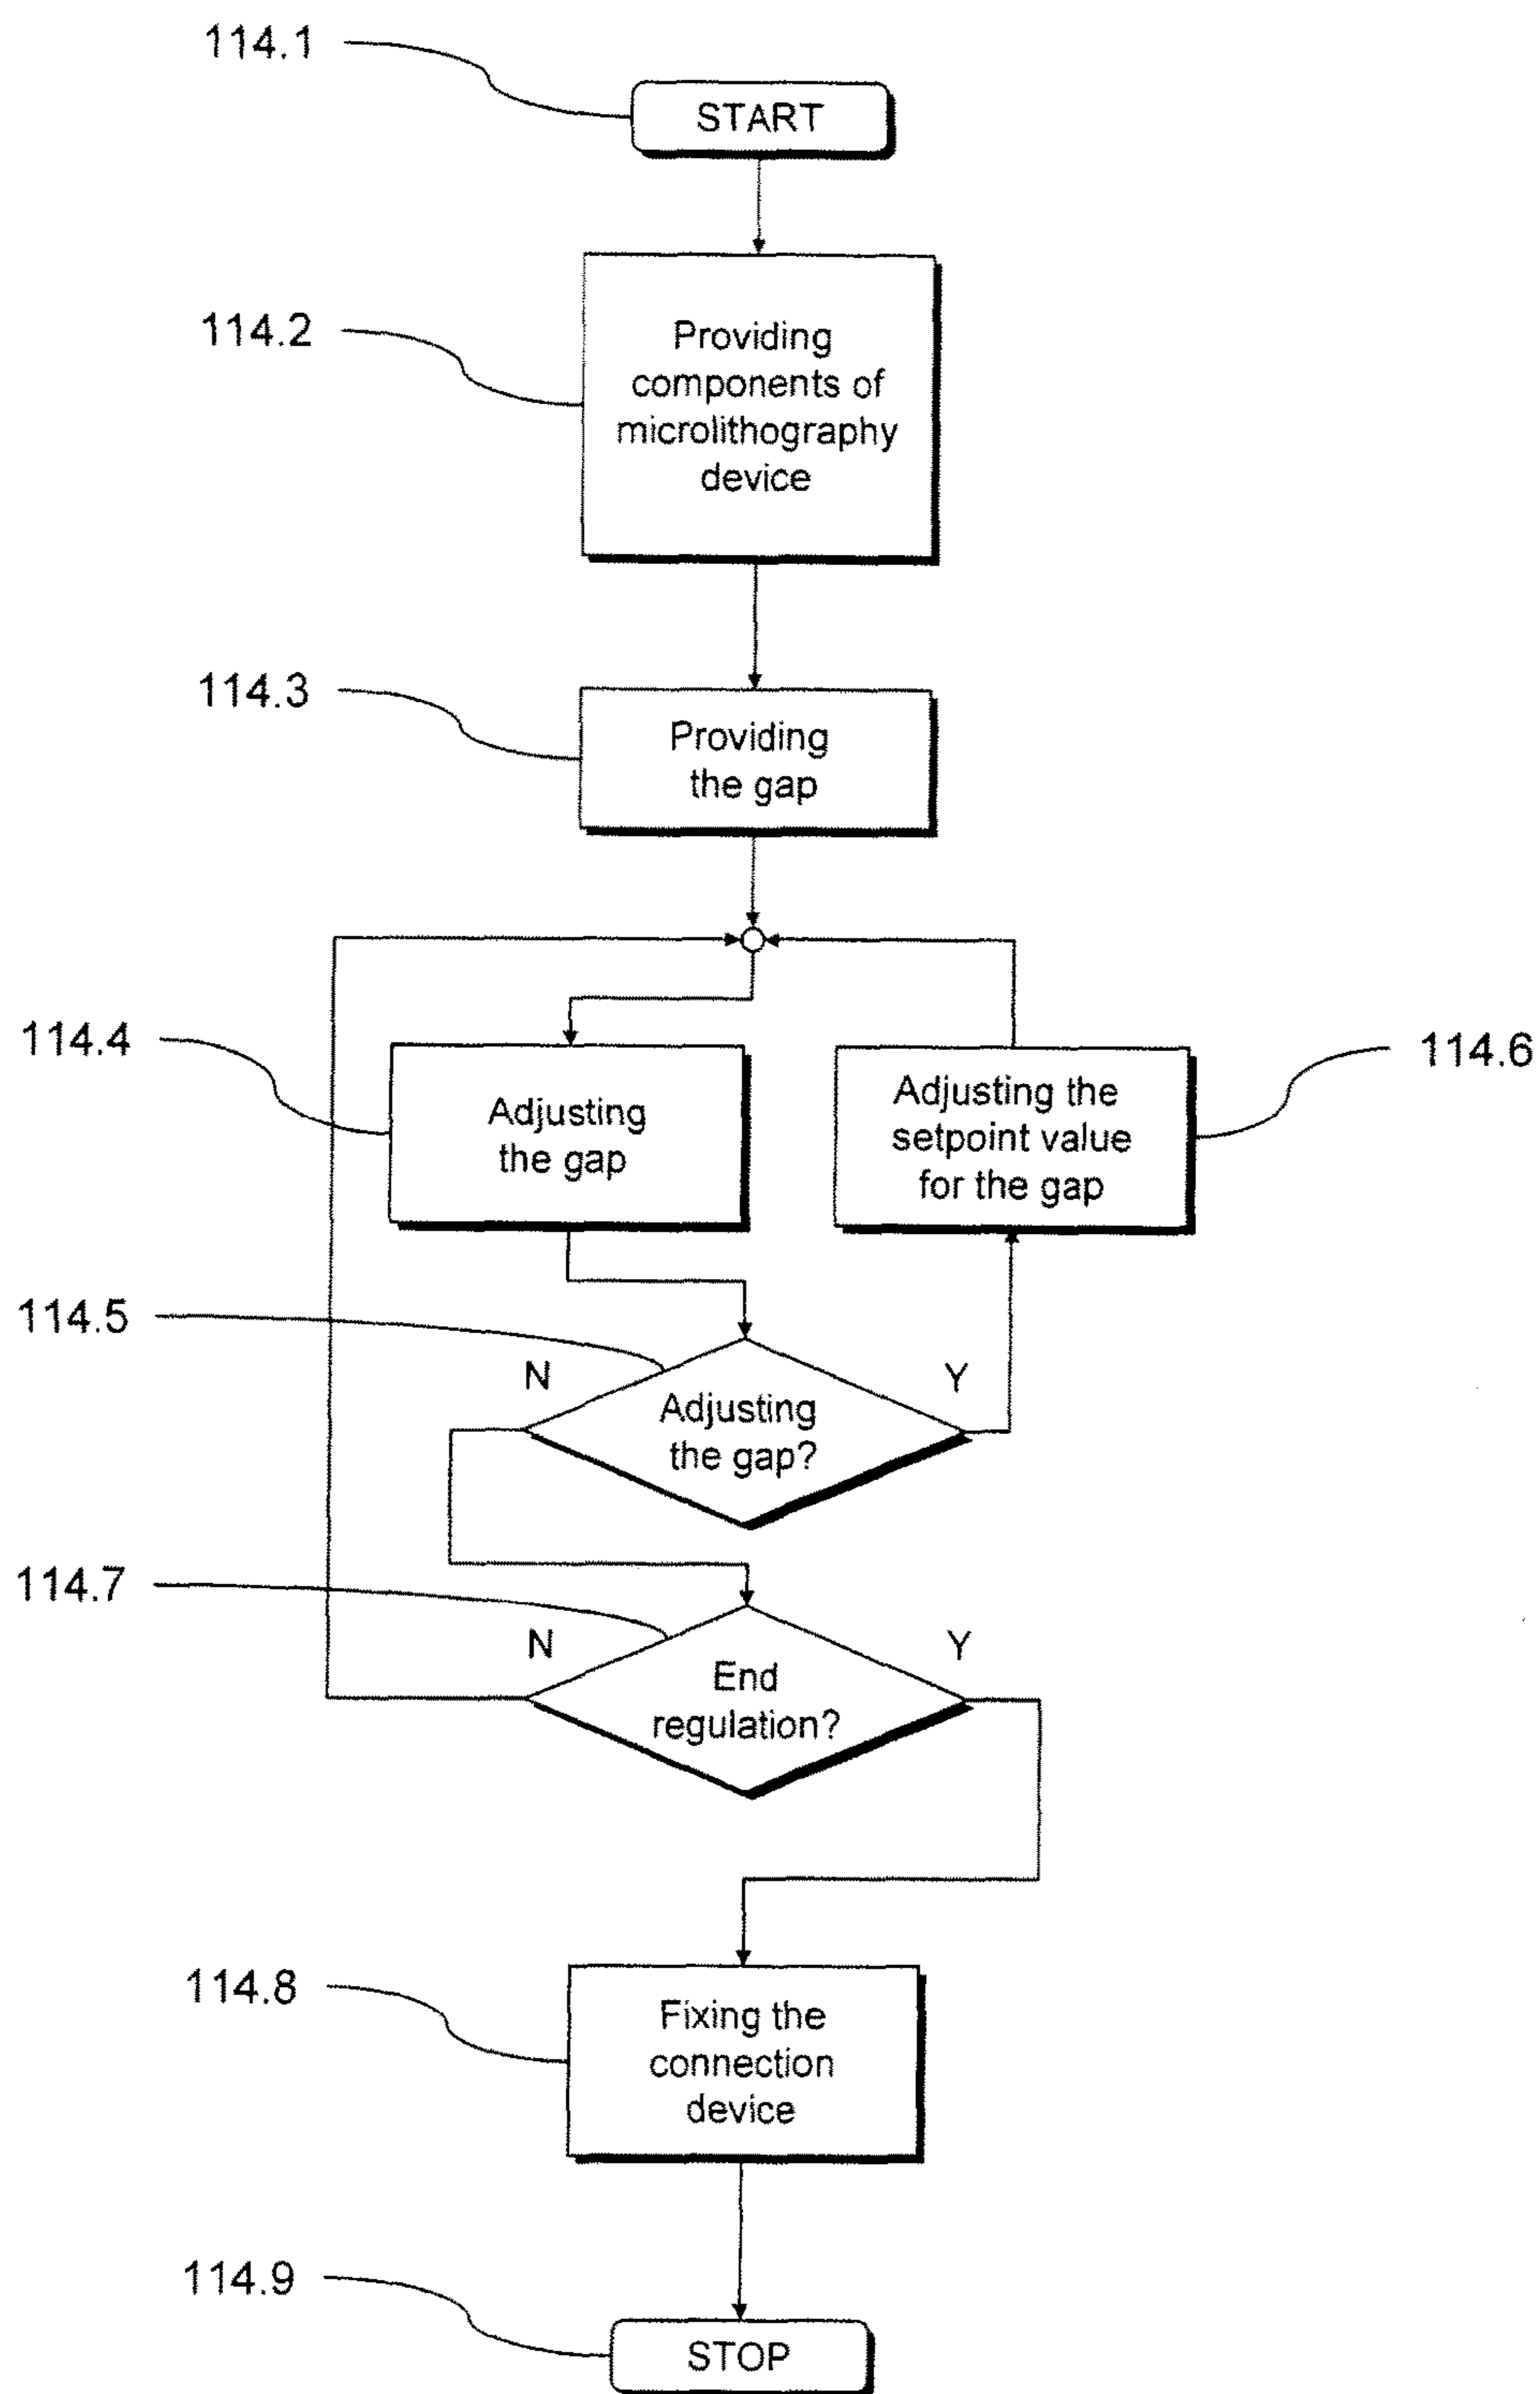 114.1
START
114.2
Providing
components of
microlithography
device
114.3
Providing
the gap
114.4
Adjusting
the gap
114.6
Adjusting the
setpoint value
for the gap
114.5
N
Y
Adjusting
the gap?
114.7
N
Y
End
regulation?
114.8
Fixing the
connection
device
114.9
STOP